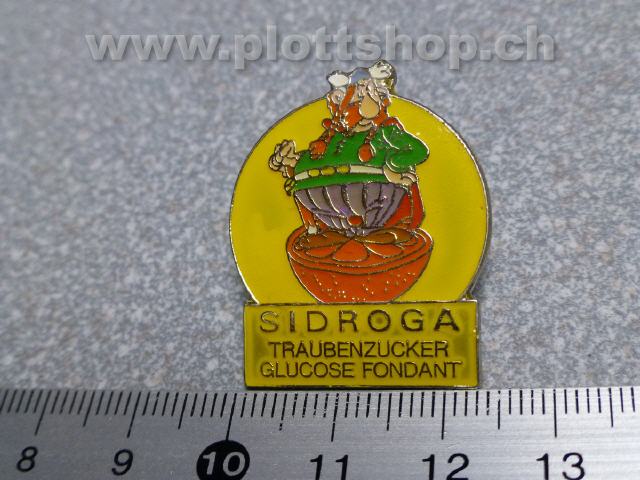 www.plottshop.ch
SIDROGA
TRAUBENZUCKER
GLUCOSE FONDANT
8 9 10 11 12 13